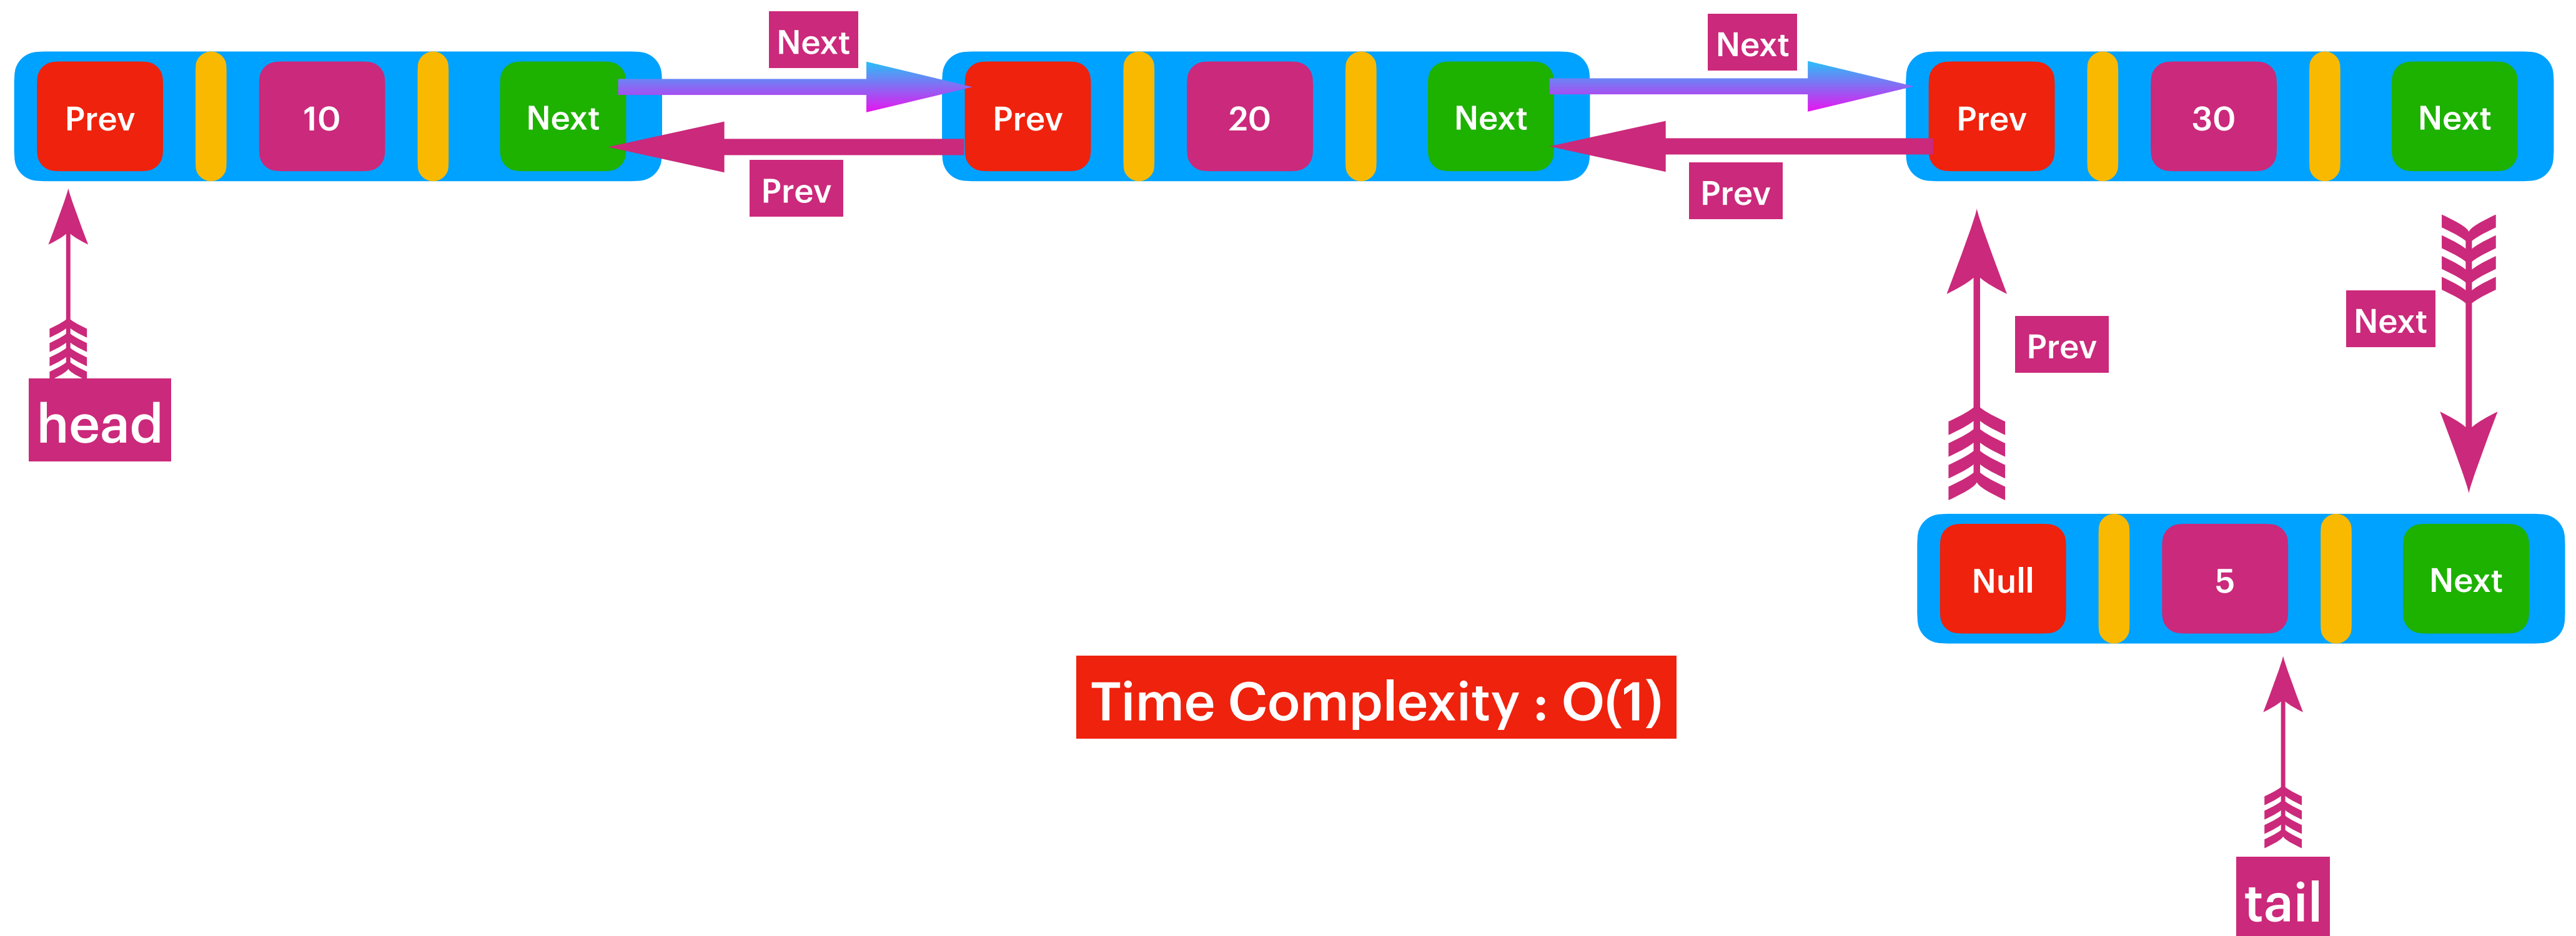 Next
Next
Prev
10
Next
Prev
20
Next
Prev
30
Next
Prev
Prev
Next
Prev
head
Null
5
Next
Time Complexity : O(1)
tail